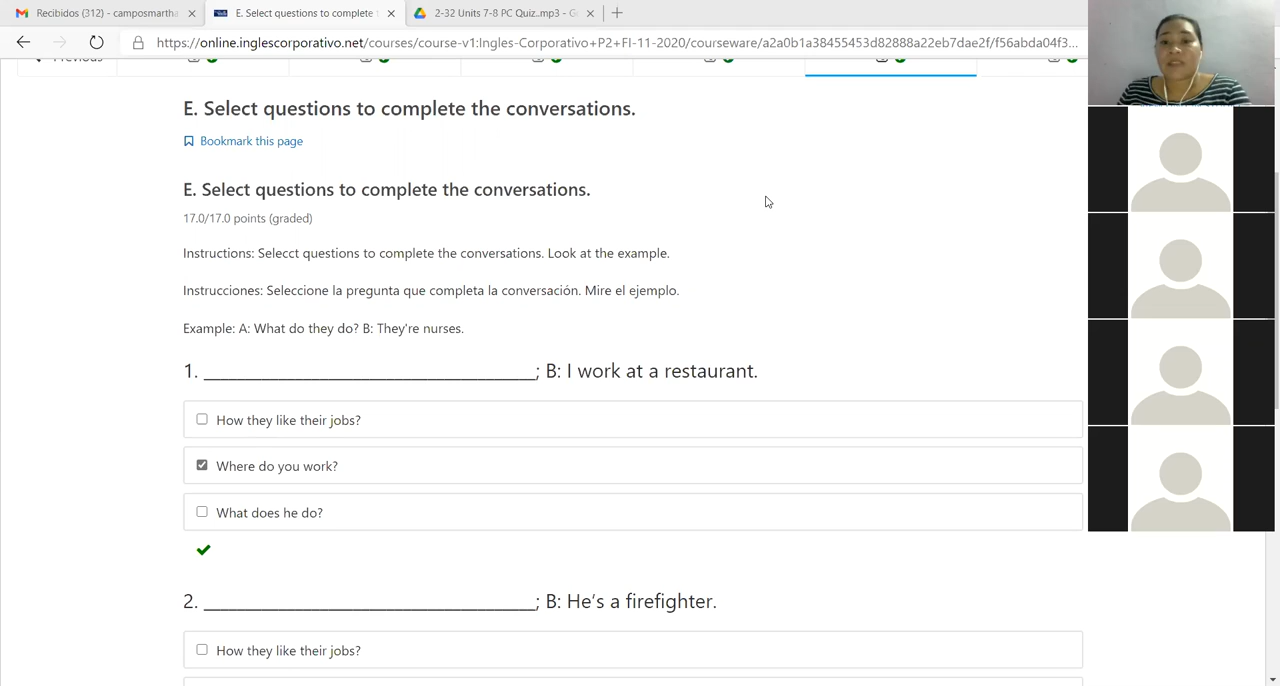 Recibidos (312) - camposmartha
E. Select questions to complete t
2-32 Units 7-8 PC Quiz..mp3 - G
https://online.inglescorporativo.net/courses/course-v1:Ingles-Corporativo+P2+FI-11-2020/courseware/a2a0b1a38455453d82888a22eb7dae2f/f56abda04f3...
Previous
E. Select questions to complete the conversations.
Bookmark this page
E. Select questions to complete the conversations.
17.0/17.0 points (graded)
Instructions: Selecct questions to complete the conversations. Look at the example.
Instrucciones: Seleccione la pregunta que completa la conversación. Mire el ejemplo.
Example: A: What do they do? B: They're nurses.
1. ________________________________; B: I work at a restaurant.
How they like their jobs?
Where do you work?
What does he do?
2. ________________________________; B: He's a firefighter.
How they like their jobs?